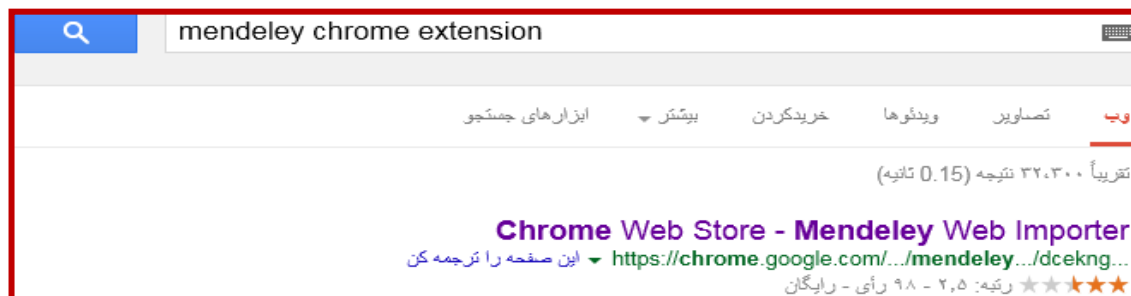 mendeley chrome extension
وب تصاویر ویدئوها خریدکردن بیشتر ابزارهای جستجو
تقریباً ۳۲،۳۰۰ نتیجه (0.15 ثانیه)
Chrome Web Store - Mendeley Web Importer
https://chrome.google.com/.../mendeley.../dcekng... این صفحه را ترجمه کن
رتبه: ۲,۵ - ۹۸ رأی - رایگان